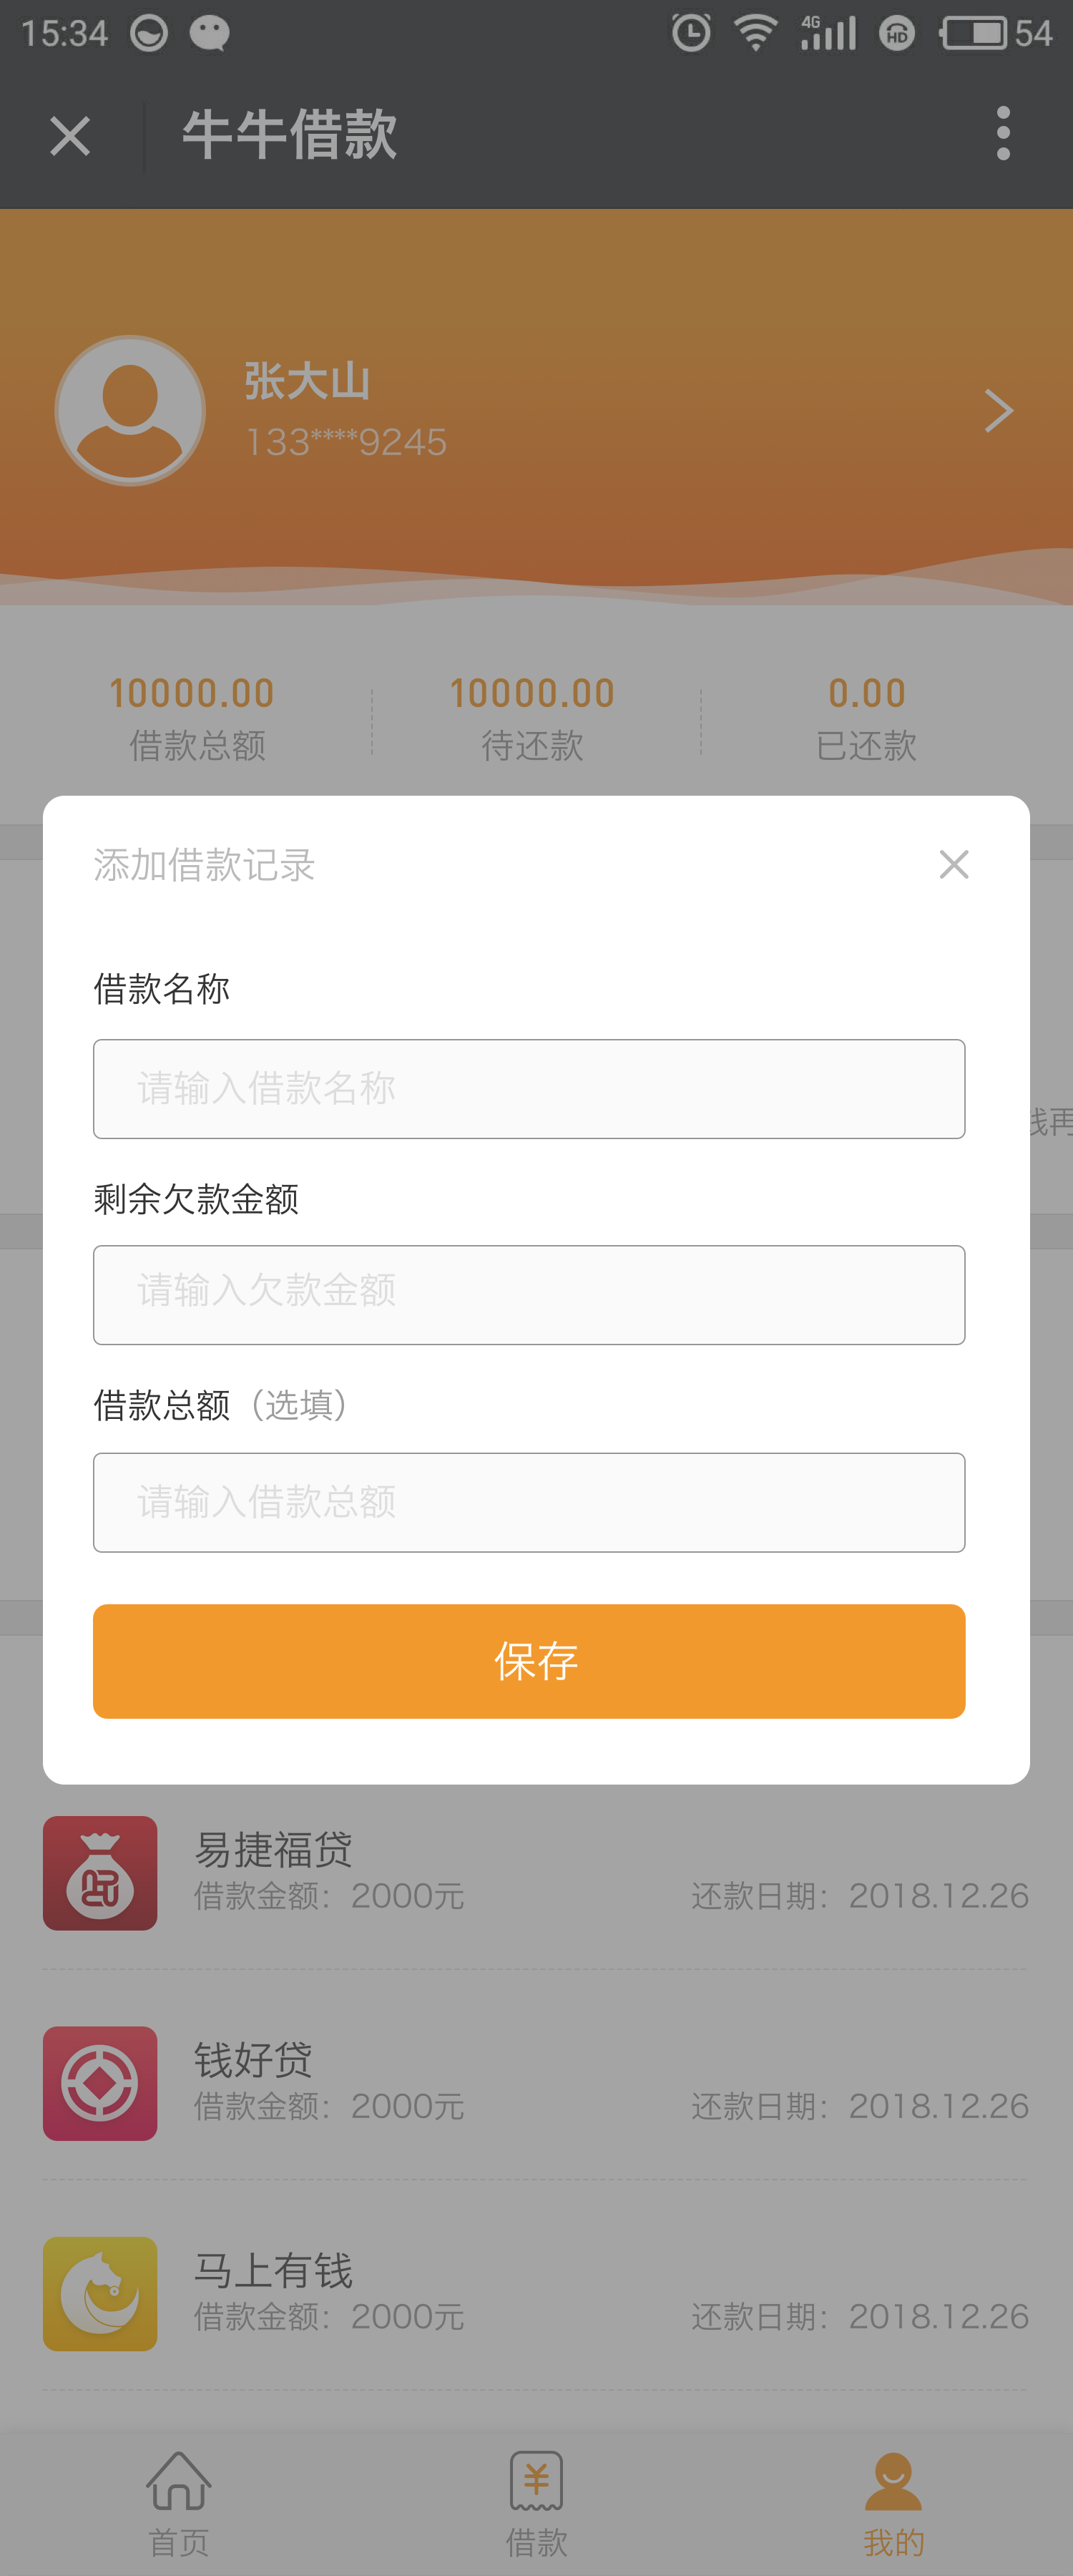 15:34 4G HD 54
牛牛借款
张大山
133****9245
10000.00 10000.00 0.00
借款总额 待还款 已还款
添加借款记录
借款名称
请输入借款名称
钱再
剩余欠款金额
请输入欠款金额
借款总额（选填）
请输入借款总额
保存
易捷福贷
借款金额：2000元 还款日期：2018.12.26
钱好贷
借款金额：2000元 还款日期：2018.12.26
马上有钱
借款金额：2000元 还款日期：2018.12.26
首页 借款 我的